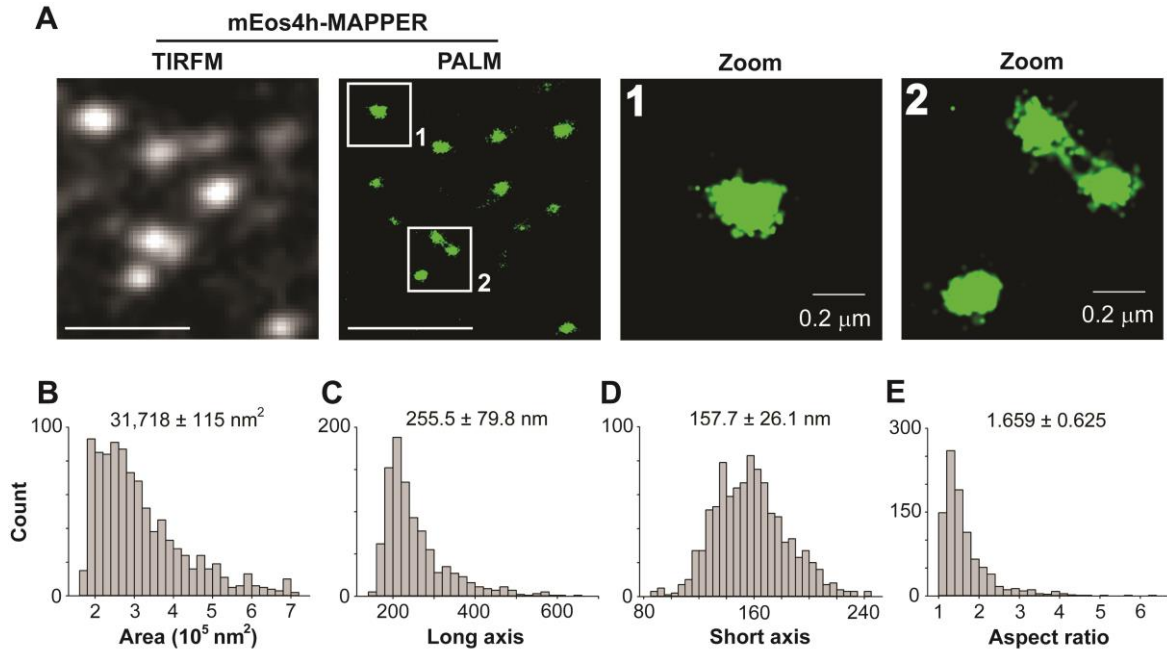 A
mEos4h-MAPPER
TIRFM PALM Zoom Zoom
1 2
1
2
0.2 μm 0.2 μm
B C D E
31,718 ± 115 nm² 255.5 ± 79.8 nm 157.7 ± 26.1 nm 1.659 ± 0.625
100 200 100 300
150
Count
0 0 0 0
2 3 4 5 6 7 200 400 600 80 160 240 1 2 3 4 5 6
Area (10⁵ nm²) Long axis Short axis Aspect ratio